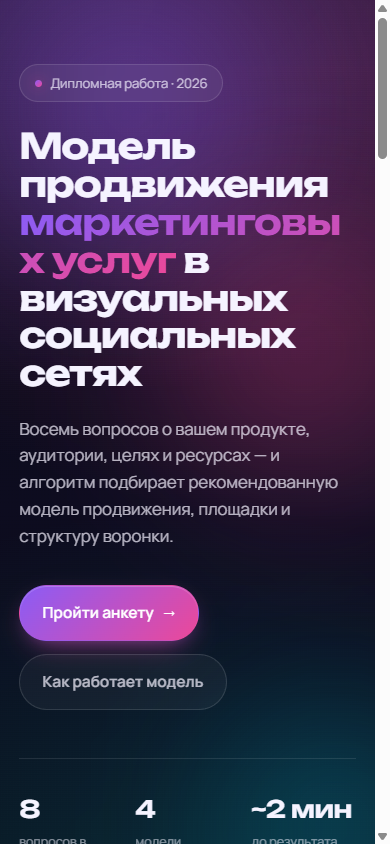 Дипломная работа · 2026
Модель
продвижения
маркетинговы
х услуг в
визуальных
социальных
сетях
Восемь вопросов о вашем продукте,
аудитории, целях и ресурсах — и
алгоритм подбирает рекомендованную
модель продвижения, площадки и
структуру воронки.
Пройти анкету →
Как работает модель
8 4 ~2 мин
вопросов в модели до результата